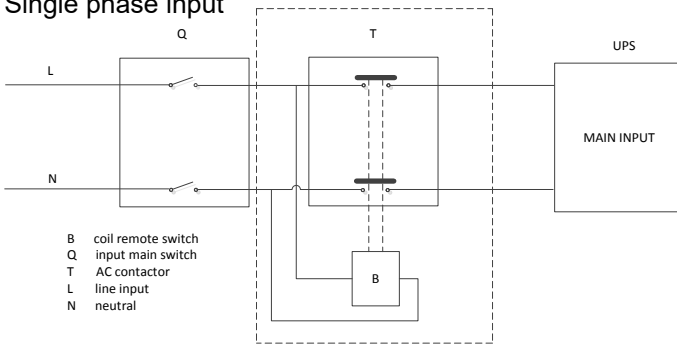 Single phase input
Q
T
UPS
L
MAIN INPUT
N
B coil remote switch
Q input main switch
T AC contactor
L line input
N neutral
B